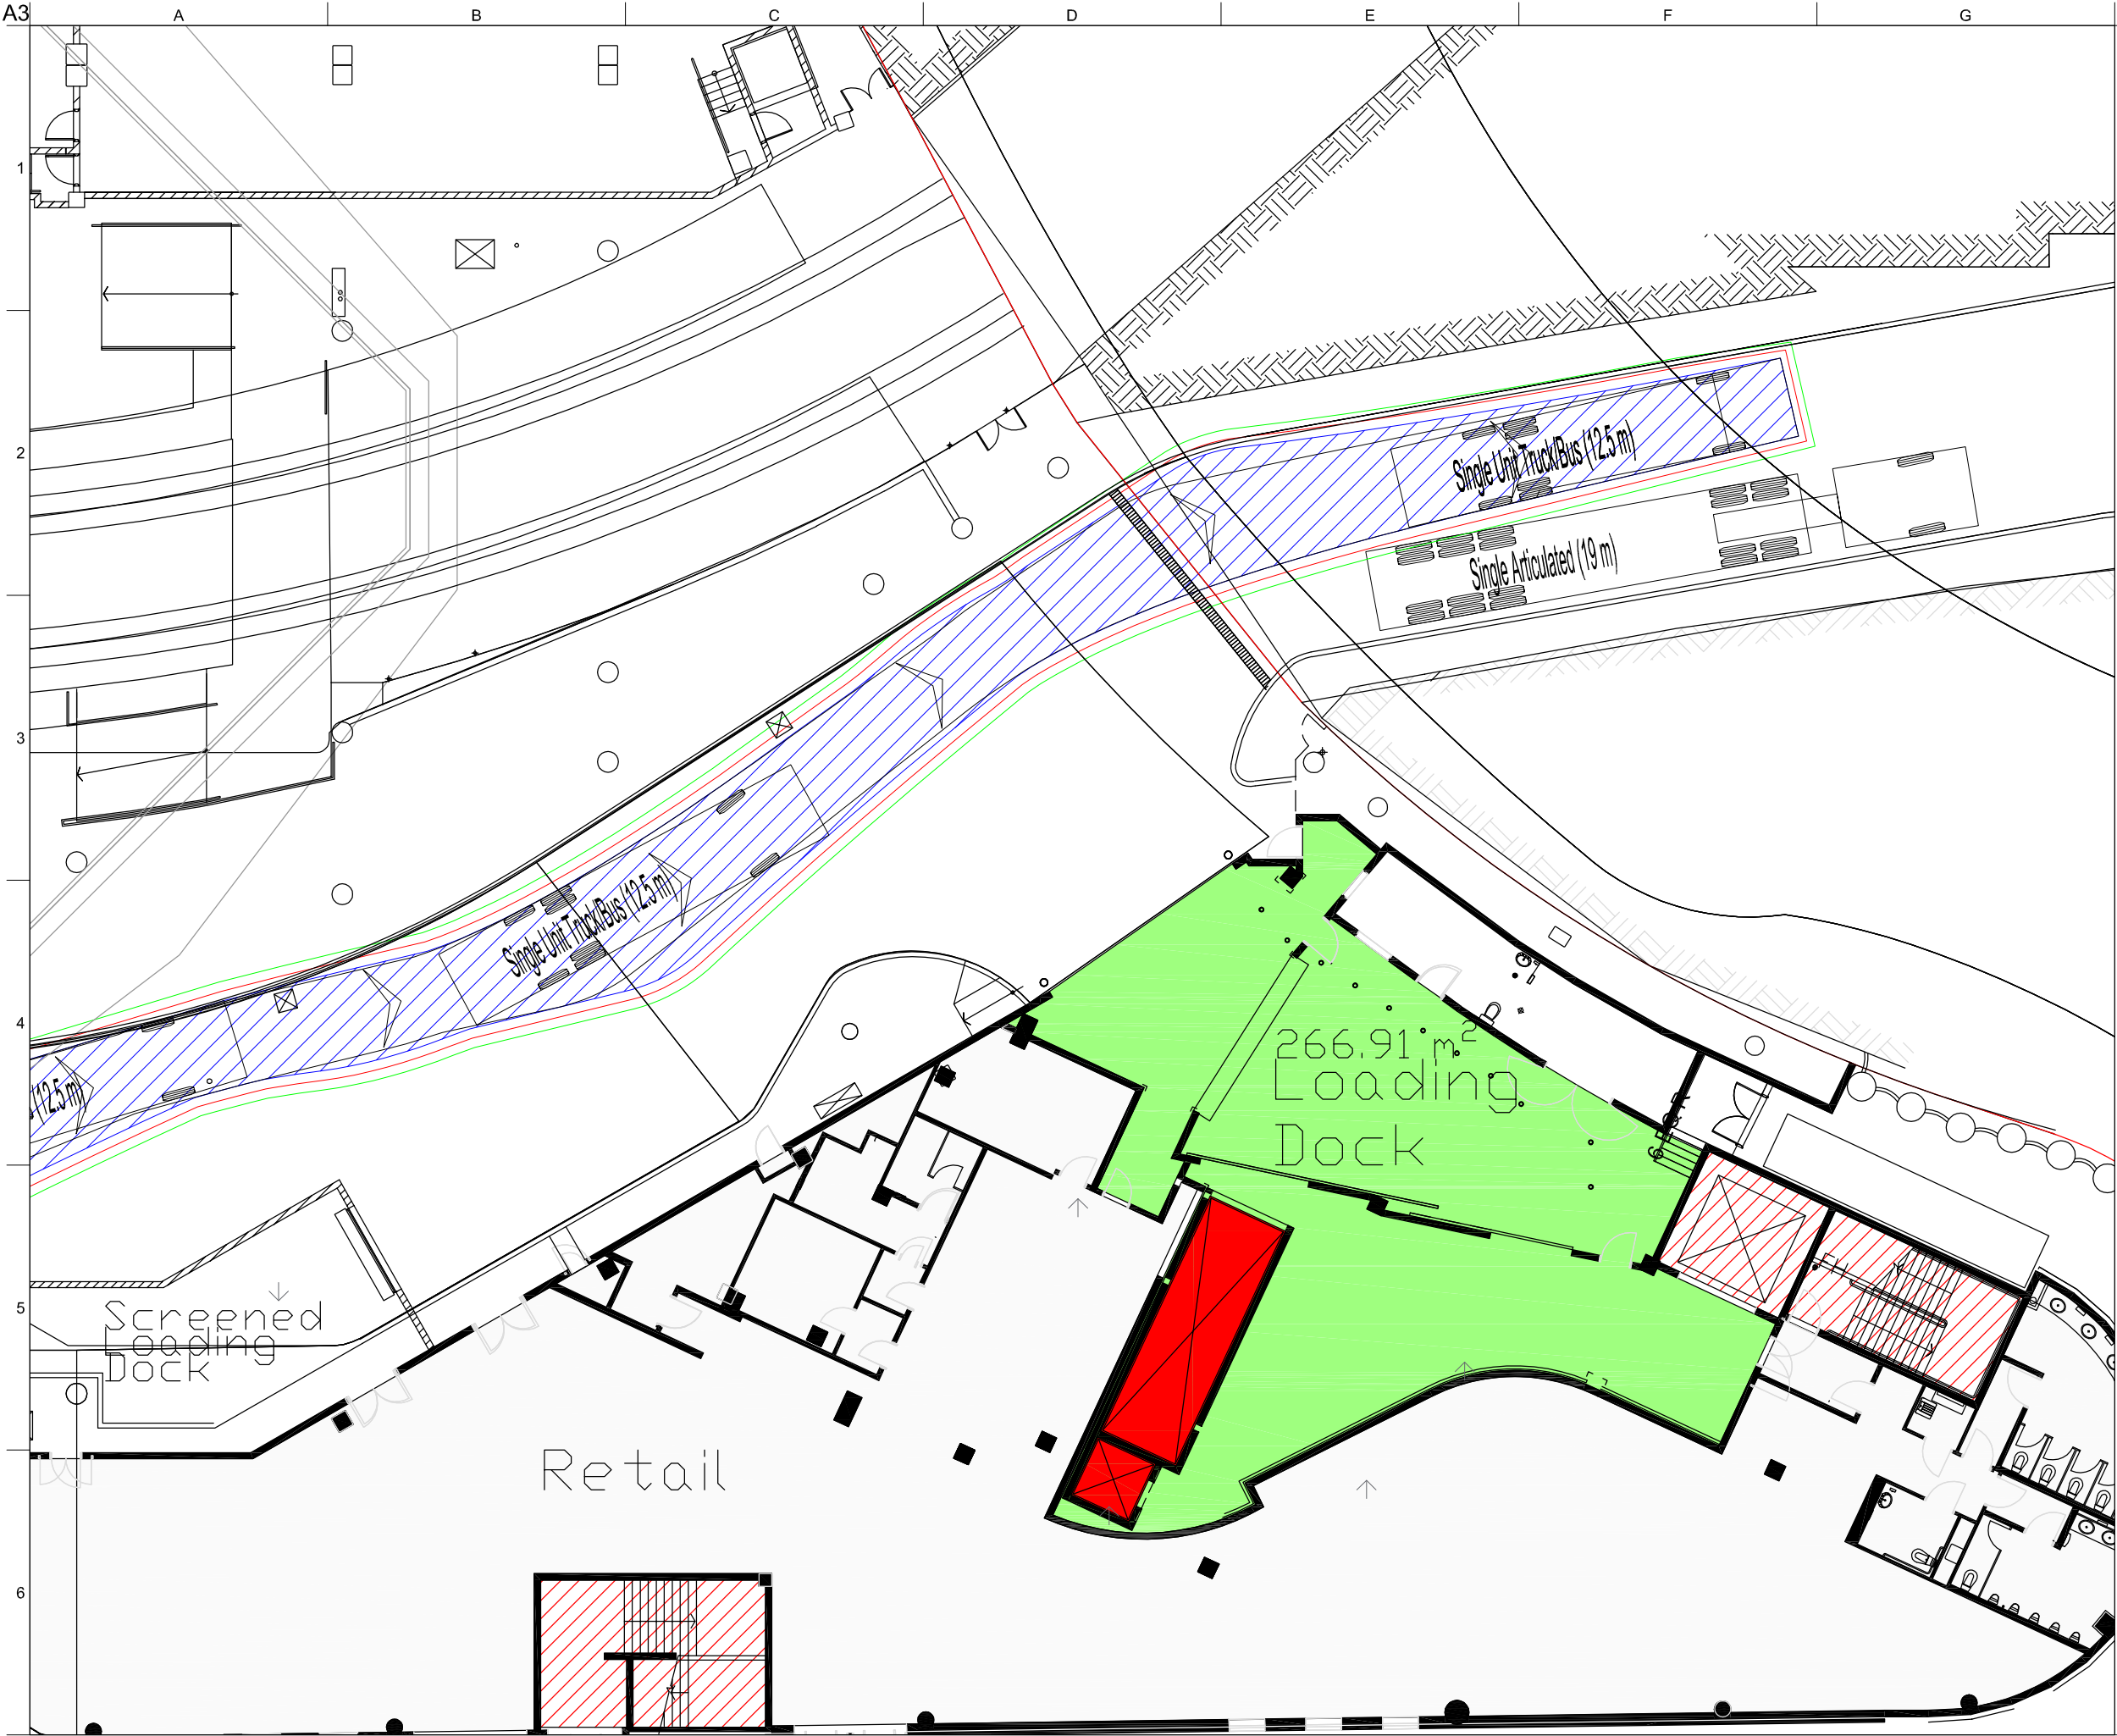 A3
A
B
C
D
E
F
G
1
2
Single Unit Truck/Bus (12.5 m)
Single Articulated (19 m)
3
Single Unit Truck/Bus (12.5 m)
4
266.91 m²
Loading
Dock
(12.5 m)
5
Screened
Loading
Dock
Retail
6